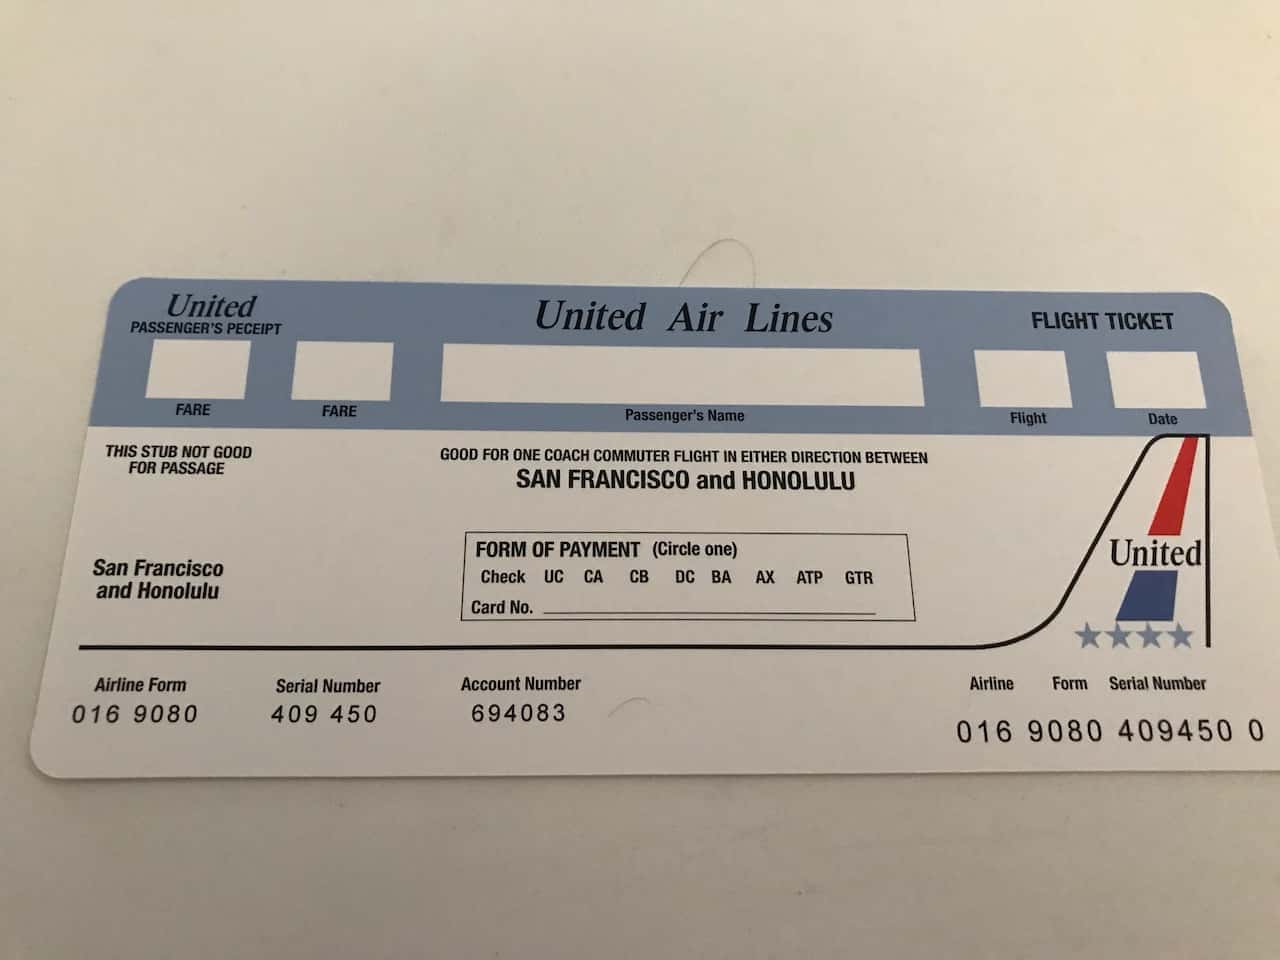 United
PASSENGER'S PECEIPT
FARE
FARE
United Air Lines
Passenger's Name
FLIGHT TICKET
Flight
Date
THIS STUB NOT GOOD
FOR PASSAGE
San Francisco
and Honolulu
GOOD FOR ONE COACH COMMUTER FLIGHT IN EITHER DIRECTION BETWEEN
SAN FRANCISCO and HONOLULU
FORM OF PAYMENT (Circle one)
Check UC CA CB DC BA AX ATP GTR
Card No.
United
Airline Form
016 9080
Serial Number
409 450
Account Number
694083
Airline Form Serial Number
016 9080 409450 0